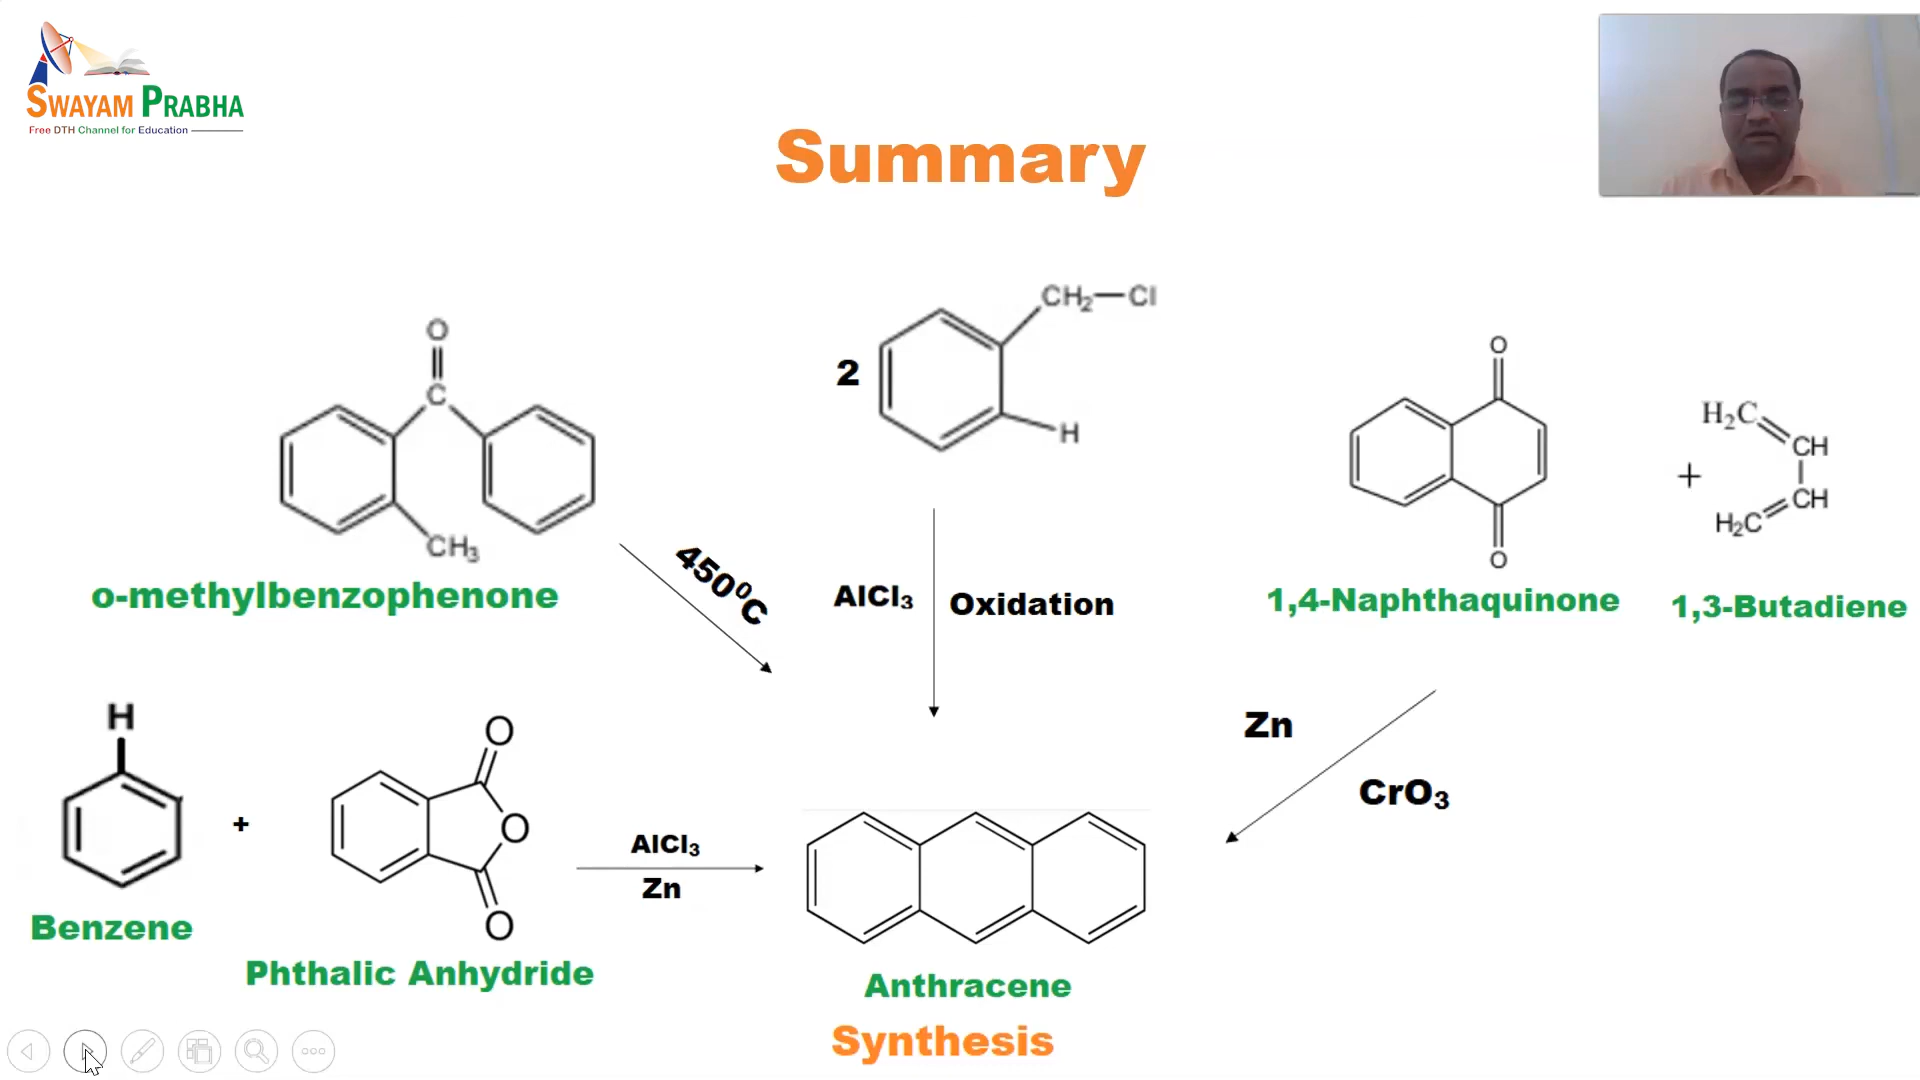 SWAYAM PRABHA
Free DTH Channel for Education
Summary
O
C
CH₃
o-methylbenzophenone
450⁰C
2
CH₂—Cl
H
AlCl₃
Oxidation
O
O
1,4-Naphthaquinone
+
H₂C
CH
CH
H₂C
1,3-Butadiene
Zn
CrO₃
H
Benzene
+
O
O
O
Phthalic Anhydride
AlCl₃
Zn
Anthracene
Synthesis